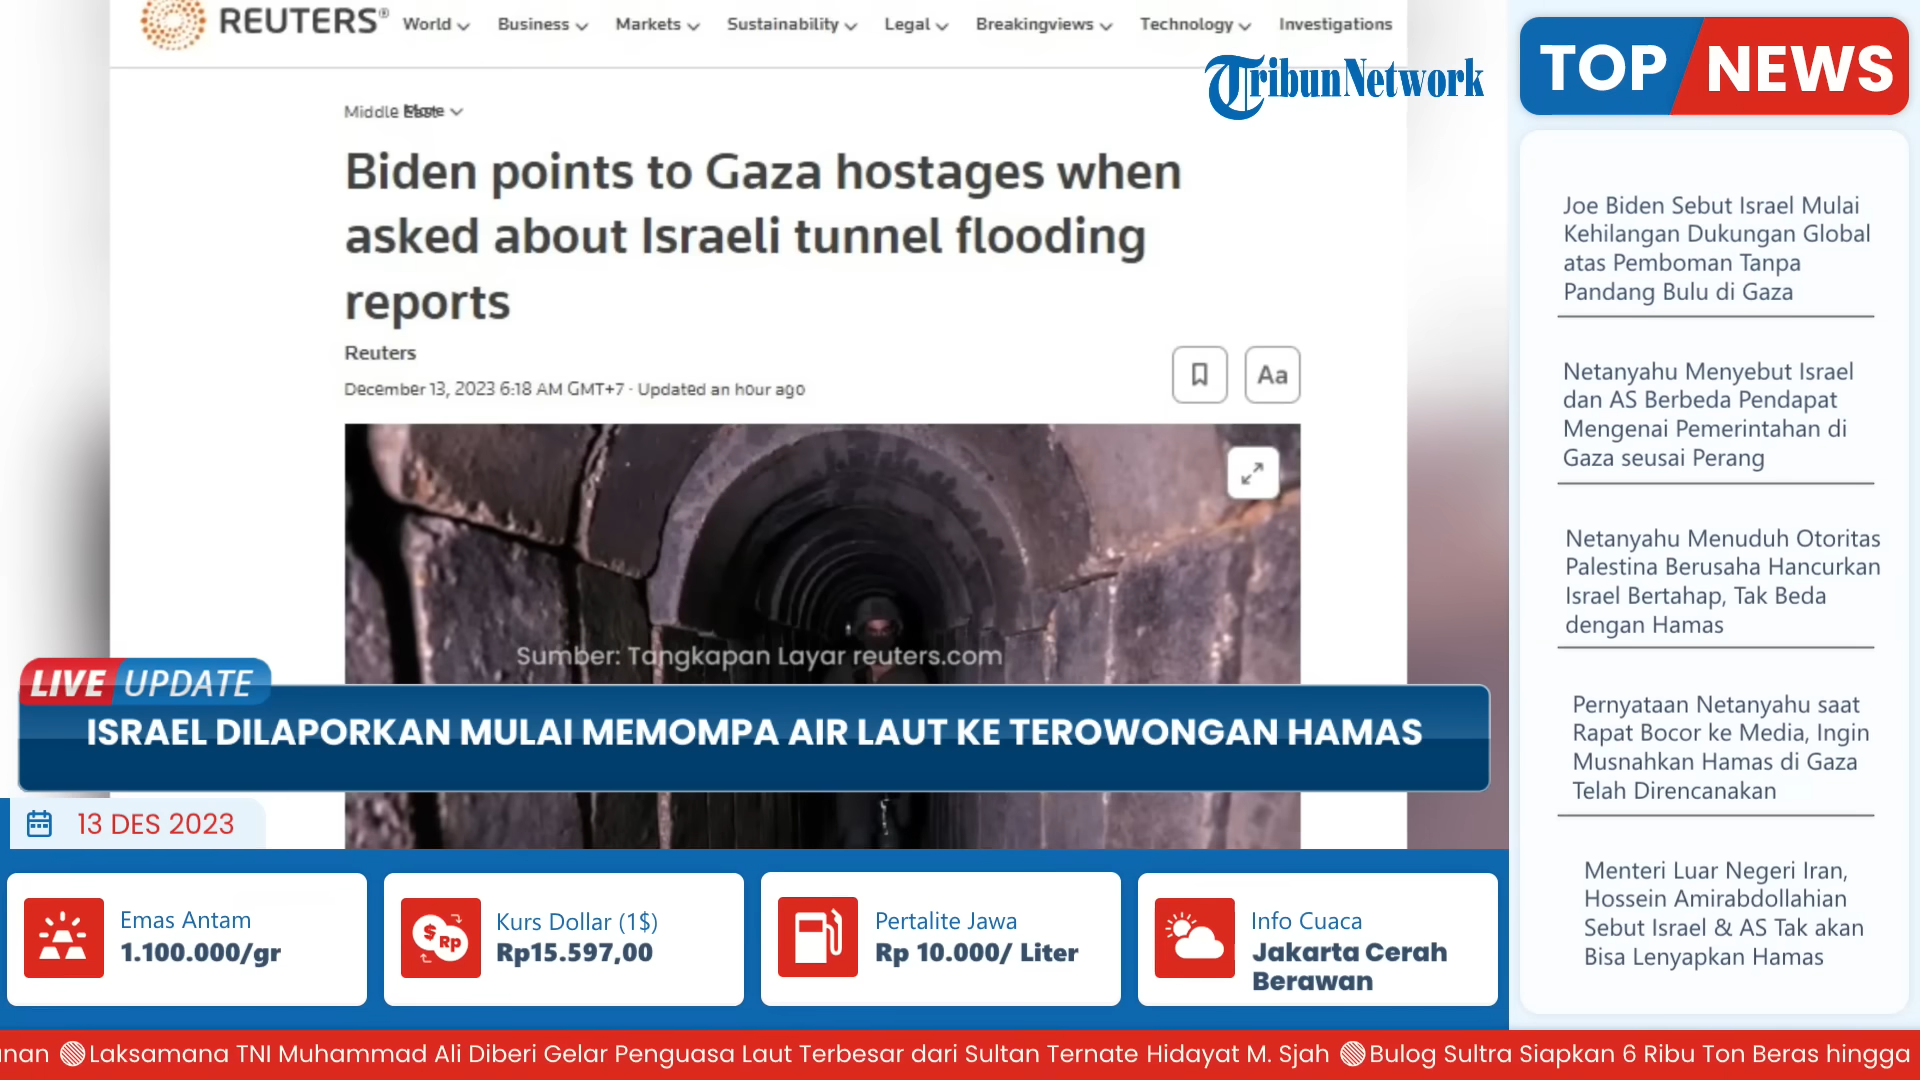 REUTERS®
World
Business
Markets
Sustainability
Legal
Breakingviews
Technology
Investigations
TribunNetwork
Middle East
More
Biden points to Gaza hostages when
asked about Israeli tunnel flooding
reports
Reuters
December 13, 2023 6:18 AM GMT+7 · Updated an hour ago
Aa
Sumber: Tangkapan Layar reuters.com
LIVE UPDATE
ISRAEL DILAPORKAN MULAI MEMOMPA AIR LAUT KE TEROWONGAN HAMAS
13 DES 2023
Emas Antam
1.100.000/gr
$ Rp
Kurs Dollar (1$)
Rp15.597,00
Pertalite Jawa
Rp 10.000/ Liter
Info Cuaca
Jakarta Cerah
Berawan
TOP NEWS
Joe Biden Sebut Israel Mulai
Kehilangan Dukungan Global
atas Pemboman Tanpa
Pandang Bulu di Gaza
Netanyahu Menyebut Israel
dan AS Berbeda Pendapat
Mengenai Pemerintahan di
Gaza seusai Perang
Netanyahu Menuduh Otoritas
Palestina Berusaha Hancurkan
Israel Bertahap, Tak Beda
dengan Hamas
Pernyataan Netanyahu saat
Rapat Bocor ke Media, Ingin
Musnahkan Hamas di Gaza
Telah Direncanakan
Menteri Luar Negeri Iran,
Hossein Amirabdollahian
Sebut Israel & AS Tak akan
Bisa Lenyapkan Hamas
nan Laksamana TNI Muhammad Ali Diberi Gelar Penguasa Laut Terbesar dari Sultan Ternate Hidayat M. Sjah Bulog Sultra Siapkan 6 Ribu Ton Beras hingga